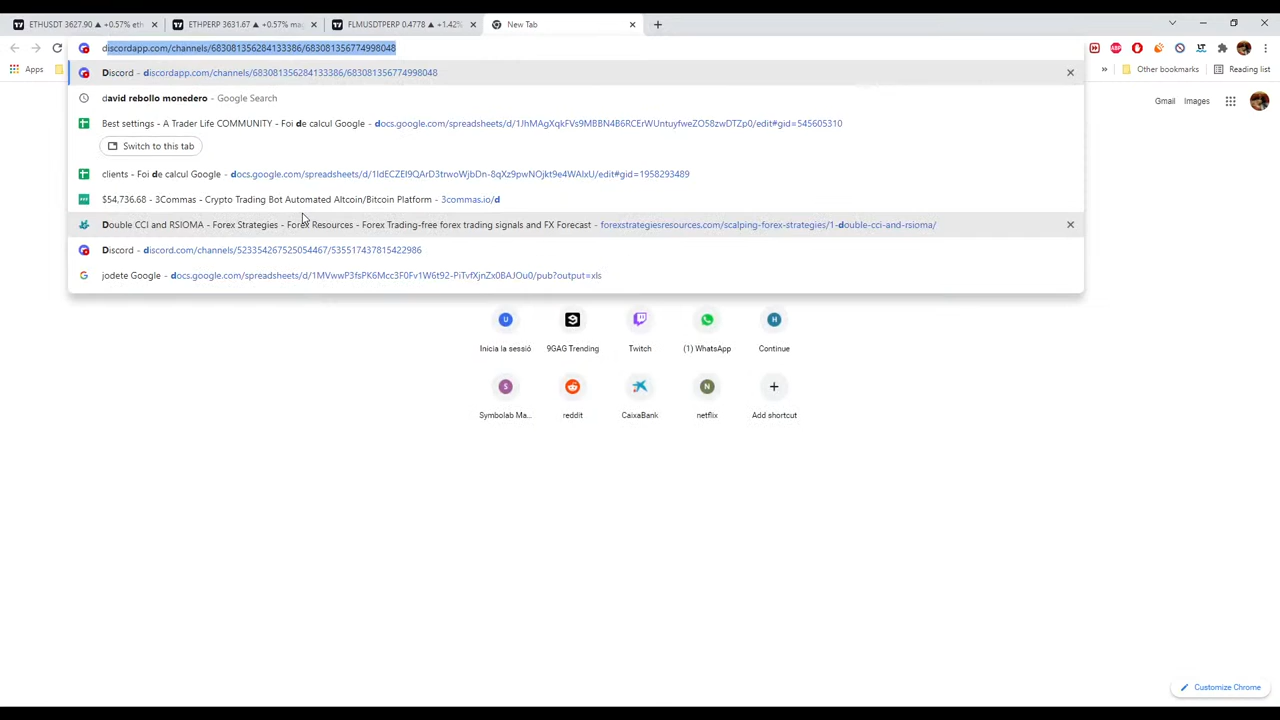 ETHUSDT 3627.90 ▲ +0.57% eth
ETHPERP 3631.67 ▲ +0.57% ma
FLMUSDTPERP 0.4778 ▲ +1.42%
New Tab
discordapp.com/channels/683081356284133386/683081356774998048
Apps
Other bookmarks
Reading list
Discord - discordapp.com/channels/683081356284133386/683081356774998048
david rebollo monedero - Google Search
Best settings - A Trader Life COMMUNITY - Foi de calcul Google - docs.google.com/spreadsheets/d/1JhMAgXqkFVs9MBBN4B6RCErWUntuyfweZO58zwDTZp0/edit#gid=545605310
Switch to this tab
clients - Foi de calcul Google - docs.google.com/spreadsheets/d/1IdECZEI9QArD3trwoWjbDn-8qXz9pwNOjkt9e4WAIxU/edit#gid=1958293489
$54,736.68 - 3Commas - Crypto Trading Bot Automated Altcoin/Bitcoin Platform - 3commas.io/d
Double CCI and RSIOMA - Forex Strategies - Forex Resources - Forex Trading-free forex trading signals and FX Forecast - forexstrategiesresources.com/scalping-forex-strategies/1-double-cci-and-rsioma/
Discord - discord.com/channels/523354267525054467/535517437815422986
jodete Google - docs.google.com/spreadsheets/d/1MVwwP3fsPK6Mcc3F0Fv1W6t92-PiTvfXjnZx0BAJOu0/pub?output=xls
Gmail
Images
Inicia la sessió
9GAG Trending
Twitch
(1) WhatsApp
Continue
Symbolab Ma...
reddit
CaixaBank
netflix
Add shortcut
Customize Chrome